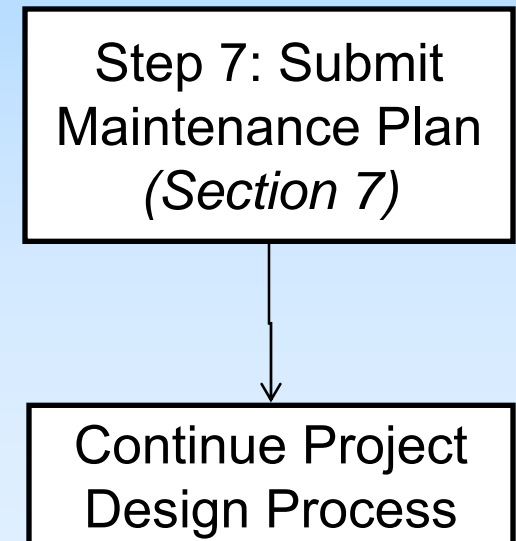 Step 7: Submit
Maintenance Plan
(Section 7)
Continue Project
Design Process